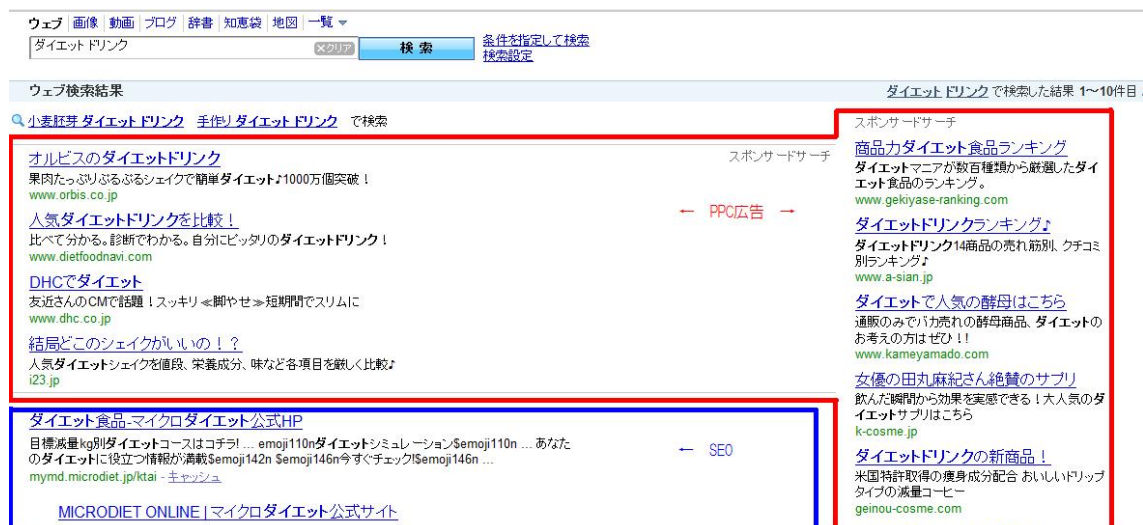 ウェブ 画像 動画 ブログ 辞書 知恵袋 地図 一覧
ダイエット ドリンク ×クリア 検索 条件を指定して検索
検索設定
ウェブ検索結果 ダイエット ドリンク で検索した結果 1～10件目
小麦胚芽 ダイエット ドリンク 手作り ダイエット ドリンク で検索
スポンサードサーチ
オルビスのダイエットドリンク
果肉たっぷりぷるぷるシェイクで簡単ダイエット♪1000万個突破！
www.orbis.co.jp
人気ダイエットドリンクを比較！
比べて分かる。診断でわかる。自分にピッタリのダイエットドリンク！
www.dietfoodnavi.com
DHCでダイエット
友近さんのCMで話題！スッキリ≪脚やせ≫短期間でスリムに
www.dhc.co.jp
結局どこのシェイクがいいの！？
人気ダイエットシェイクを値段、栄養成分、味など各項目を厳しく比較♪
i23.jp
← PPC広告 →
スポンサードサーチ
商品力ダイエット食品ランキング
ダイエットマニアが数百種類から厳選したダイ
エット食品のランキング。
www.gekiyase-ranking.com
ダイエットドリンクランキング♪
ダイエットドリンク14商品の売れ筋別、クチコミ
別ランキング♪
www.a-sian.jp
ダイエットで人気の酵母はこちら
通販のみでバカ売れの酵母商品、ダイエットの
お考えの方はぜひ！!
www.kameyamado.com
女優の田丸麻紀さん絶賛のサプリ
飲んだ瞬間から効果を実感できる！大人気のダ
イエットサプリはこちら
k-cosme.jp
ダイエットドリンクの新商品！
米国特許取得の痩身成分配合 おいしいドリップ
タイプの減量コーヒー
geinou-cosme.com
ダイエット食品-マイクロダイエット公式HP
目標減量kg別ダイエットコースはコチラ! ... emoji110nダイエットシミュレーション$emoji110n ... あなた
のダイエットに役立つ情報が満載$emoji142n $emoji146n今すぐチェック!$emoji146n ...
mymd.microdiet.jp/ktai - キャッシュ
← SEO
MICRODIET ONLINE | マイクロダイエット公式サイト